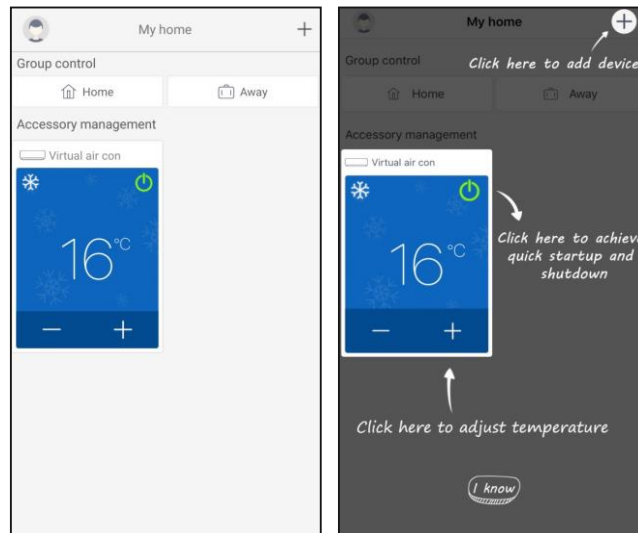 My home
+
Group control
Home
Away
Accessory management
Virtual air con
16°C
− +
My home
+
Click here to add device
Group control
Home
Away
Accessory management
Virtual air con
16°C
− +
Click here to achieve
quick startup and
shutdown
Click here to adjust temperature
I know